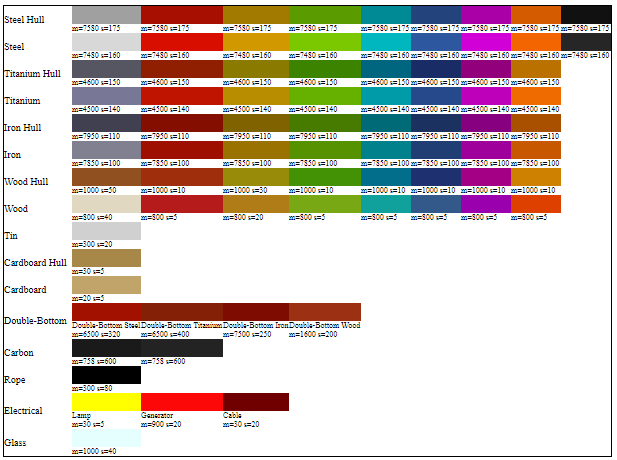 Steel Hull
m=7580 s=175 m=7580 s=175 m=7580 s=175 m=7580 s=175 m=7580 s=175 m=7580 s=175 m=7580 s=175 m=7580 s=175 m=7580 s=175
Steel
m=7480 s=160 m=7480 s=160 m=7480 s=160 m=7480 s=160 m=7480 s=160 m=7480 s=160 m=7480 s=160 m=7480 s=160 m=7480 s=160
Titanium Hull
m=4600 s=150 m=4600 s=150 m=4600 s=150 m=4600 s=150 m=4600 s=150 m=4600 s=150 m=4600 s=150 m=4600 s=150
Titanium
m=4500 s=140 m=4500 s=140 m=4500 s=140 m=4500 s=140 m=4500 s=140 m=4500 s=140 m=4500 s=140 m=4500 s=140
Iron Hull
m=7950 s=110 m=7950 s=110 m=7950 s=110 m=7950 s=110 m=7950 s=110 m=7950 s=110 m=7950 s=110 m=7950 s=110
Iron
m=7850 s=100 m=7850 s=100 m=7850 s=100 m=7850 s=100 m=7850 s=100 m=7850 s=100 m=7850 s=100 m=7850 s=100
Wood Hull
m=1000 s=50 m=1000 s=10 m=1000 s=30 m=1000 s=10 m=1000 s=10 m=1000 s=10 m=1000 s=10 m=1000 s=10
Wood
m=800 s=40 m=800 s=5 m=800 s=20 m=800 s=5 m=800 s=5 m=800 s=5 m=800 s=5 m=800 s=5
Tin
m=300 s=20
Cardboard Hull
m=30 s=5
Cardboard
m=20 s=5
Double-Bottom
Double-Bottom Steel Double-Bottom Titanium Double-Bottom Iron Double-Bottom Wood
m=6500 s=320 m=6500 s=400 m=7500 s=250 m=1600 s=200
Carbon
m=758 s=600 m=758 s=600
Rope
m=300 s=80
Electrical
Lamp Generator Cable
m=30 s=5 m=900 s=20 m=30 s=20
Glass
m=1000 s=40